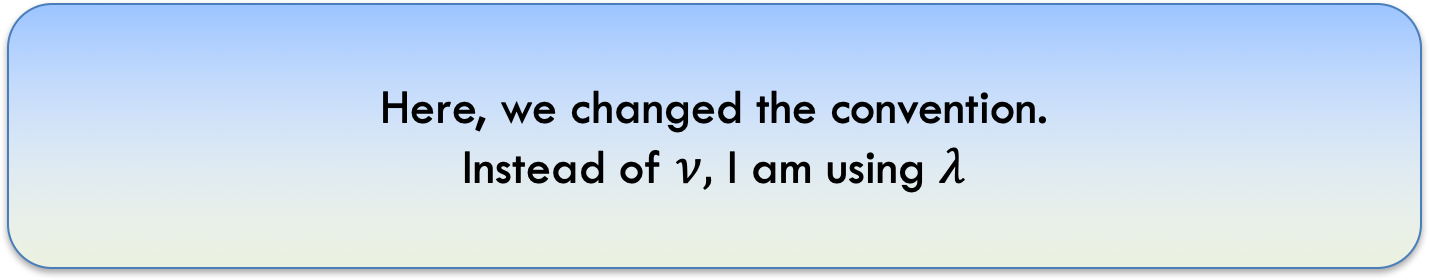 Here, we changed the convention.
Instead of 𝜈, I am using 𝜆